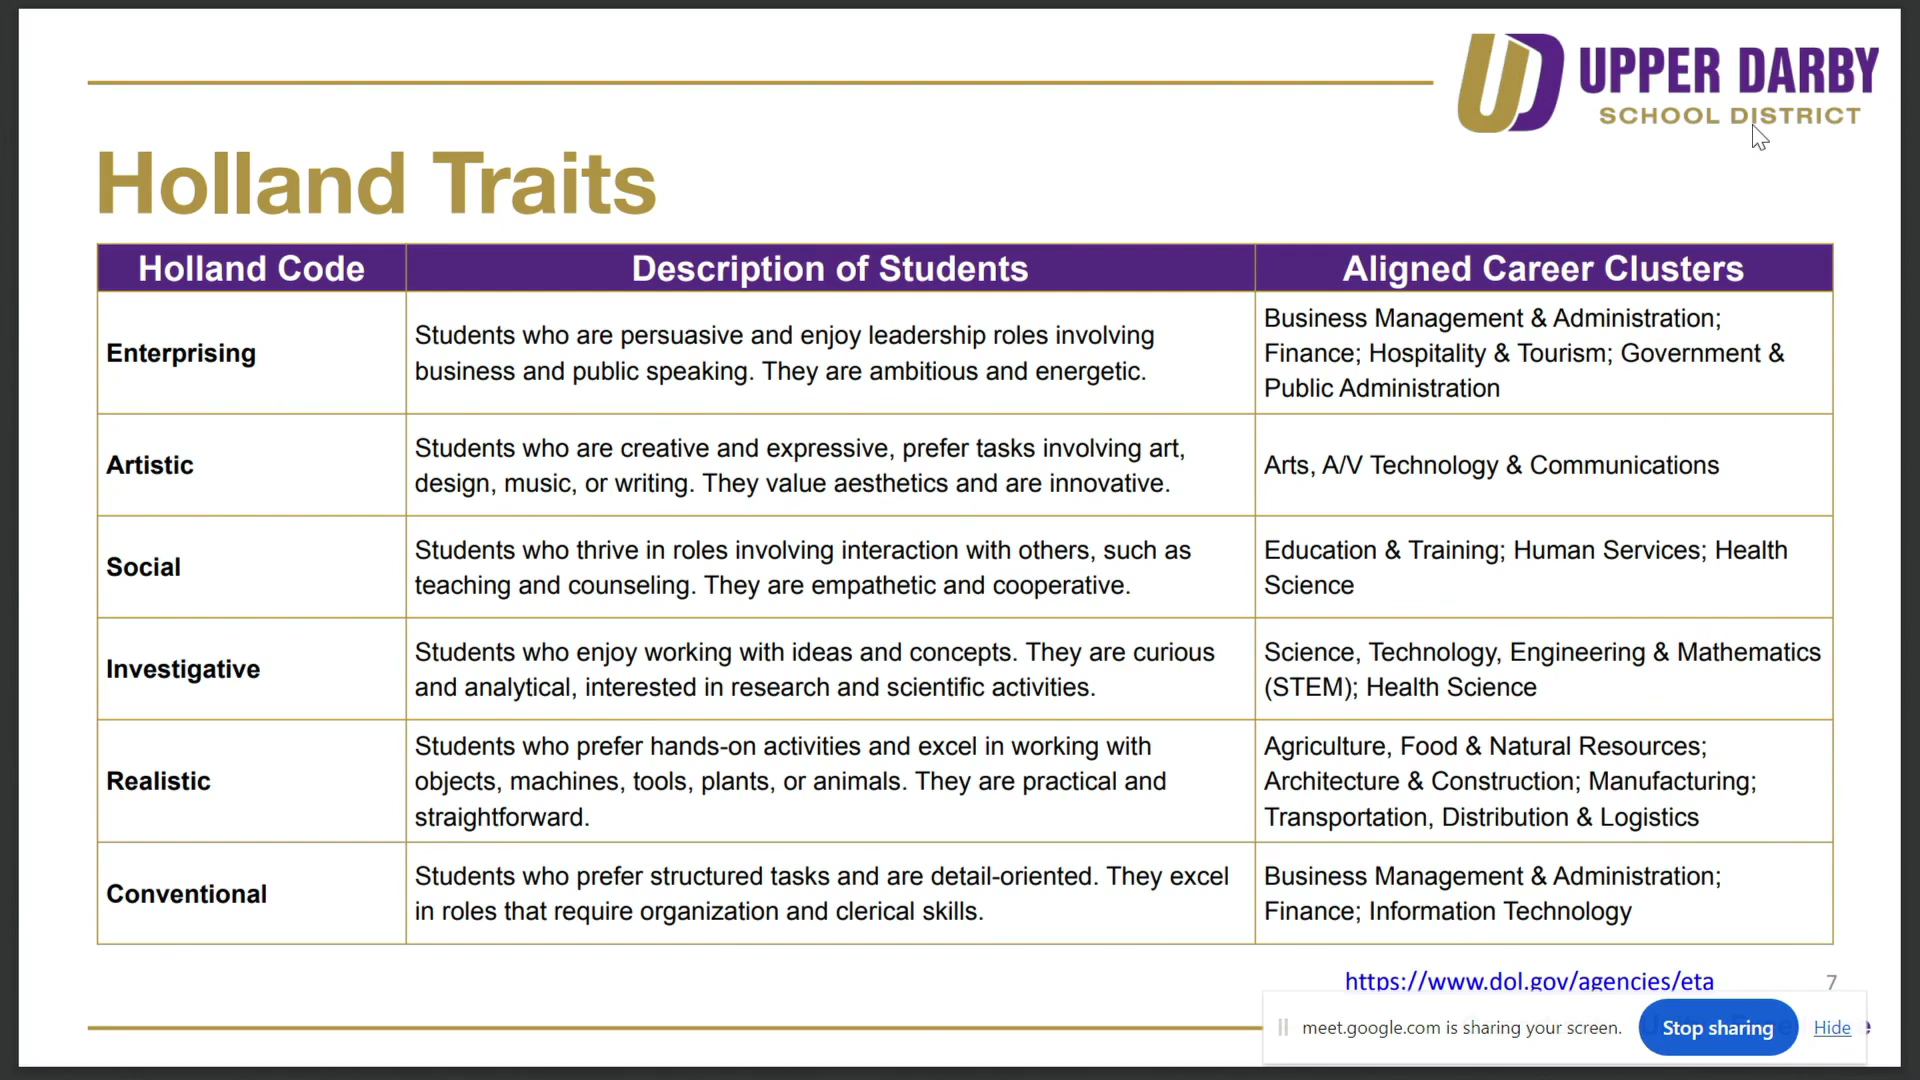 UPPER DARBY
SCHOOL DISTRICT
Holland Traits
Holland Code
Description of Students
Aligned Career Clusters
Enterprising
Students who are persuasive and enjoy leadership roles involving
business and public speaking. They are ambitious and energetic.
Business Management & Administration;
Finance; Hospitality & Tourism; Government &
Public Administration
Artistic
Students who are creative and expressive, prefer tasks involving art,
design, music, or writing. They value aesthetics and are innovative.
Arts, A/V Technology & Communications
Social
Students who thrive in roles involving interaction with others, such as
teaching and counseling. They are empathetic and cooperative.
Education & Training; Human Services; Health
Science
Investigative
Students who enjoy working with ideas and concepts. They are curious
and analytical, interested in research and scientific activities.
Science, Technology, Engineering & Mathematics
(STEM); Health Science
Realistic
Students who prefer hands-on activities and excel in working with
objects, machines, tools, plants, or animals. They are practical and
straightforward.
Agriculture, Food & Natural Resources;
Architecture & Construction; Manufacturing;
Transportation, Distribution & Logistics
Conventional
Students who prefer structured tasks and are detail-oriented. They excel
in roles that require organization and clerical skills.
Business Management & Administration;
Finance; Information Technology
https://www.dol.gov/agencies/eta
7
meet.google.com is sharing your screen.
Stop sharing
Hide